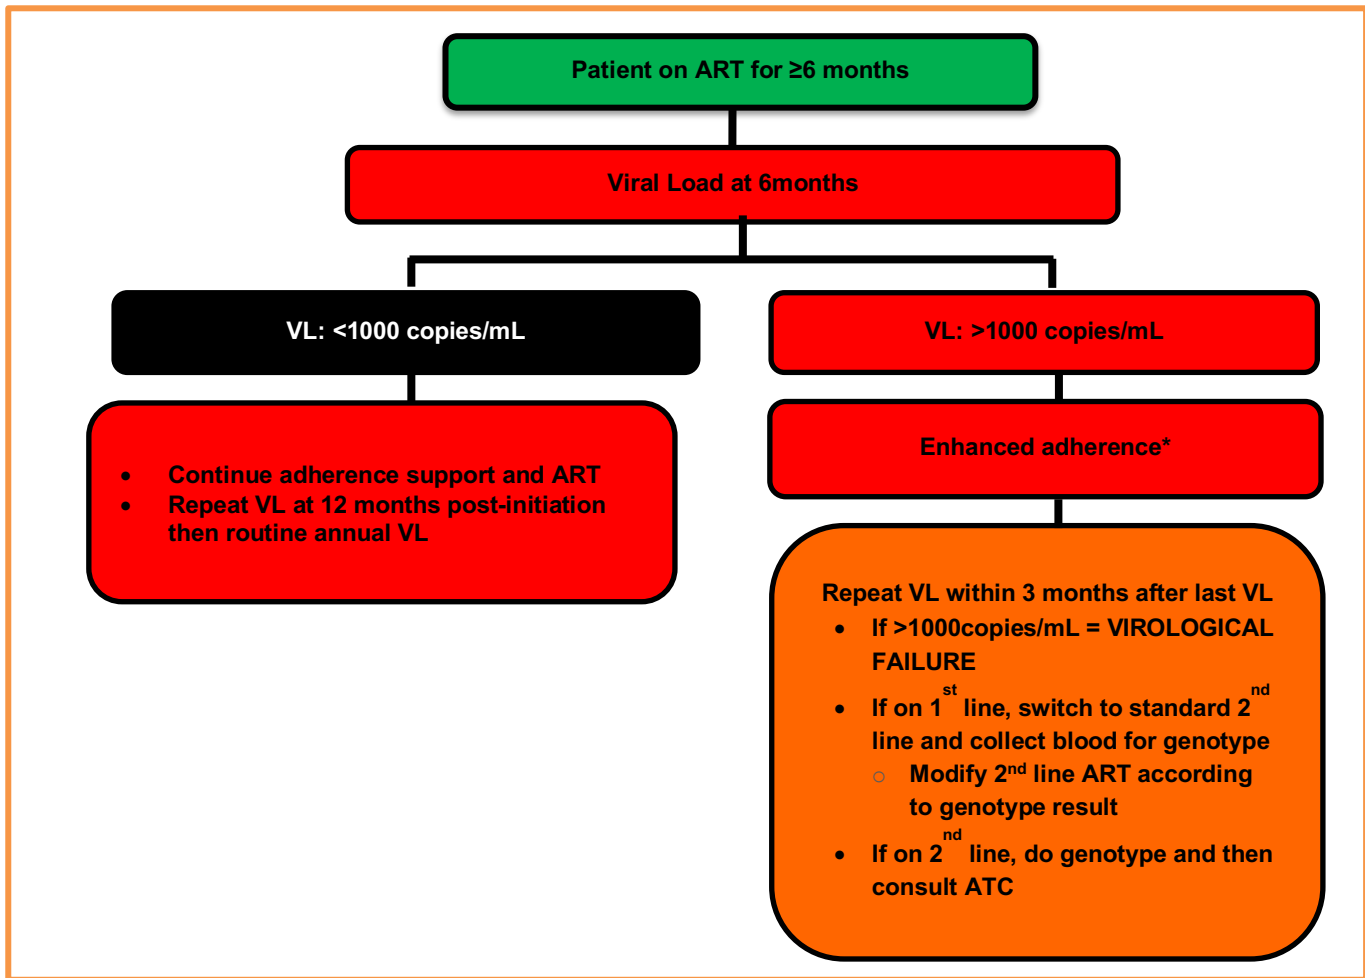 Patient on ART for ≥6 months
Viral Load at 6months
VL: <1000 copies/mL
VL: >1000 copies/mL
• Continue adherence support and ART
• Repeat VL at 12 months post-initiation
then routine annual VL
Enhanced adherence*
Repeat VL within 3 months after last VL
• If >1000copies/mL = VIROLOGICAL
FAILURE
• If on 1st line, switch to standard 2nd
line and collect blood for genotype
○ Modify 2nd line ART according
to genotype result
• If on 2nd line, do genotype and then
consult ATC